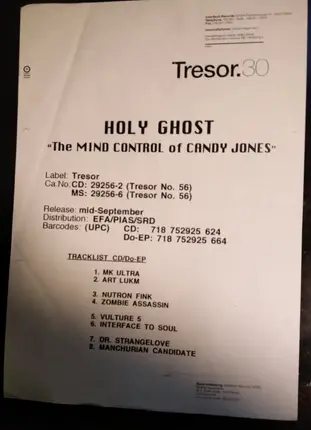 Tresor.30
HOLY GHOST
"The MIND CONTROL of CANDY JONES"
Label: Tresor
Ca.No:CD: 29256-2 (Tresor No. 56)
MS: 29256-6 (Tresor No. 56)
Release: mid-September
Distribution: EFA/PIAS/SRD
Barcodes: (UPC) CD: 718 752925 624
Do-EP: 718 752925 664
TRACKLIST CD/Do-EP
1. MK ULTRA
2. ART LUKM
3. NUTRON FINK
4. ZOMBIE ASSASSIN
5. VULTURE 5
6. INTERFACE TO SOUL
7. DR. STRANGELOVE
8. MANCHURIAN CANDIDATE